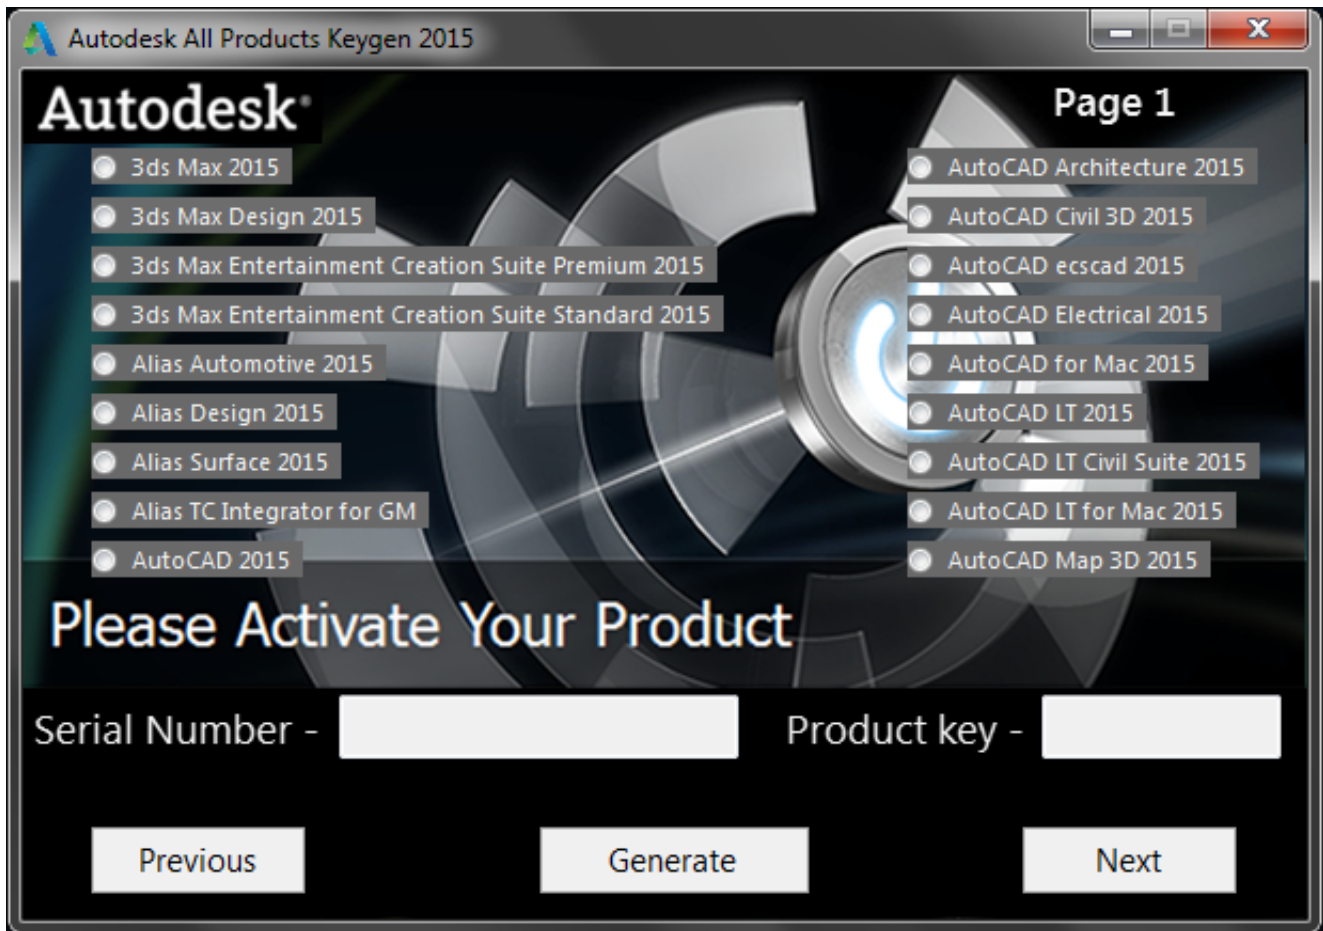 Autodesk All Products Keygen 2015
Autodesk®
Page 1
3ds Max 2015
3ds Max Design 2015
3ds Max Entertainment Creation Suite Premium 2015
3ds Max Entertainment Creation Suite Standard 2015
Alias Automotive 2015
Alias Design 2015
Alias Surface 2015
Alias TC Integrator for GM
AutoCAD 2015
AutoCAD Architecture 2015
AutoCAD Civil 3D 2015
AutoCAD ecscad 2015
AutoCAD Electrical 2015
AutoCAD for Mac 2015
AutoCAD LT 2015
AutoCAD LT Civil Suite 2015
AutoCAD LT for Mac 2015
AutoCAD Map 3D 2015
Please Activate Your Product
Serial Number -
Product key -
Previous
Generate
Next